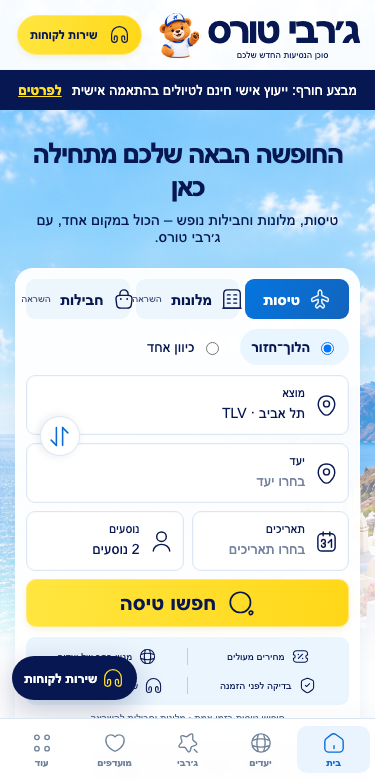 ג׳רבי טורס
סוכן הנסיעות החדש שלכם
שירות לקוחות
מבצע חורף: ייעוץ אישי חינם לטיולים בהתאמה אישית לפרטים
החופשה הבאה שלכם מתחילה
כאן
טיסות, מלונות וחבילות נופש – הכול במקום אחד, עם
ג׳רבי טורס.
טיסות
מלונות השראה
חבילות השראה
הלוך־חזור
כיוון אחד
מוצא
תל אביב · TLV
יעד
בחרו יעד
תאריכים
בחרו תאריכים
נוסעים
2 נוסעים
חפשו טיסה
מחירים מעולים
בדיקה לפני הזמנה
שירות לקוחות
בית
יעדים
ג׳רבי
מועדפים
עוד